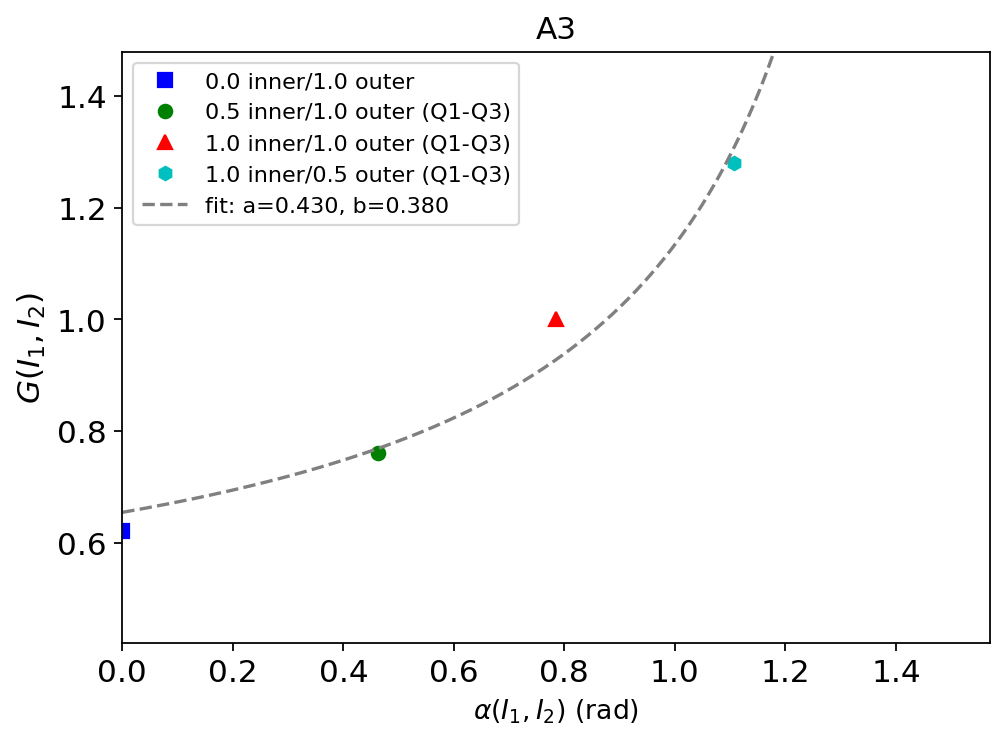 A3
0.0 inner/1.0 outer
0.5 inner/1.0 outer (Q1-Q3)
1.0 inner/1.0 outer (Q1-Q3)
1.0 inner/0.5 outer (Q1-Q3)
fit: a=0.430, b=0.380
1.4
1.2
1.0
0.8
0.6
G(I₁, I₂)
0.0 0.2 0.4 0.6 0.8 1.0 1.2 1.4
α(I₁, I₂) (rad)